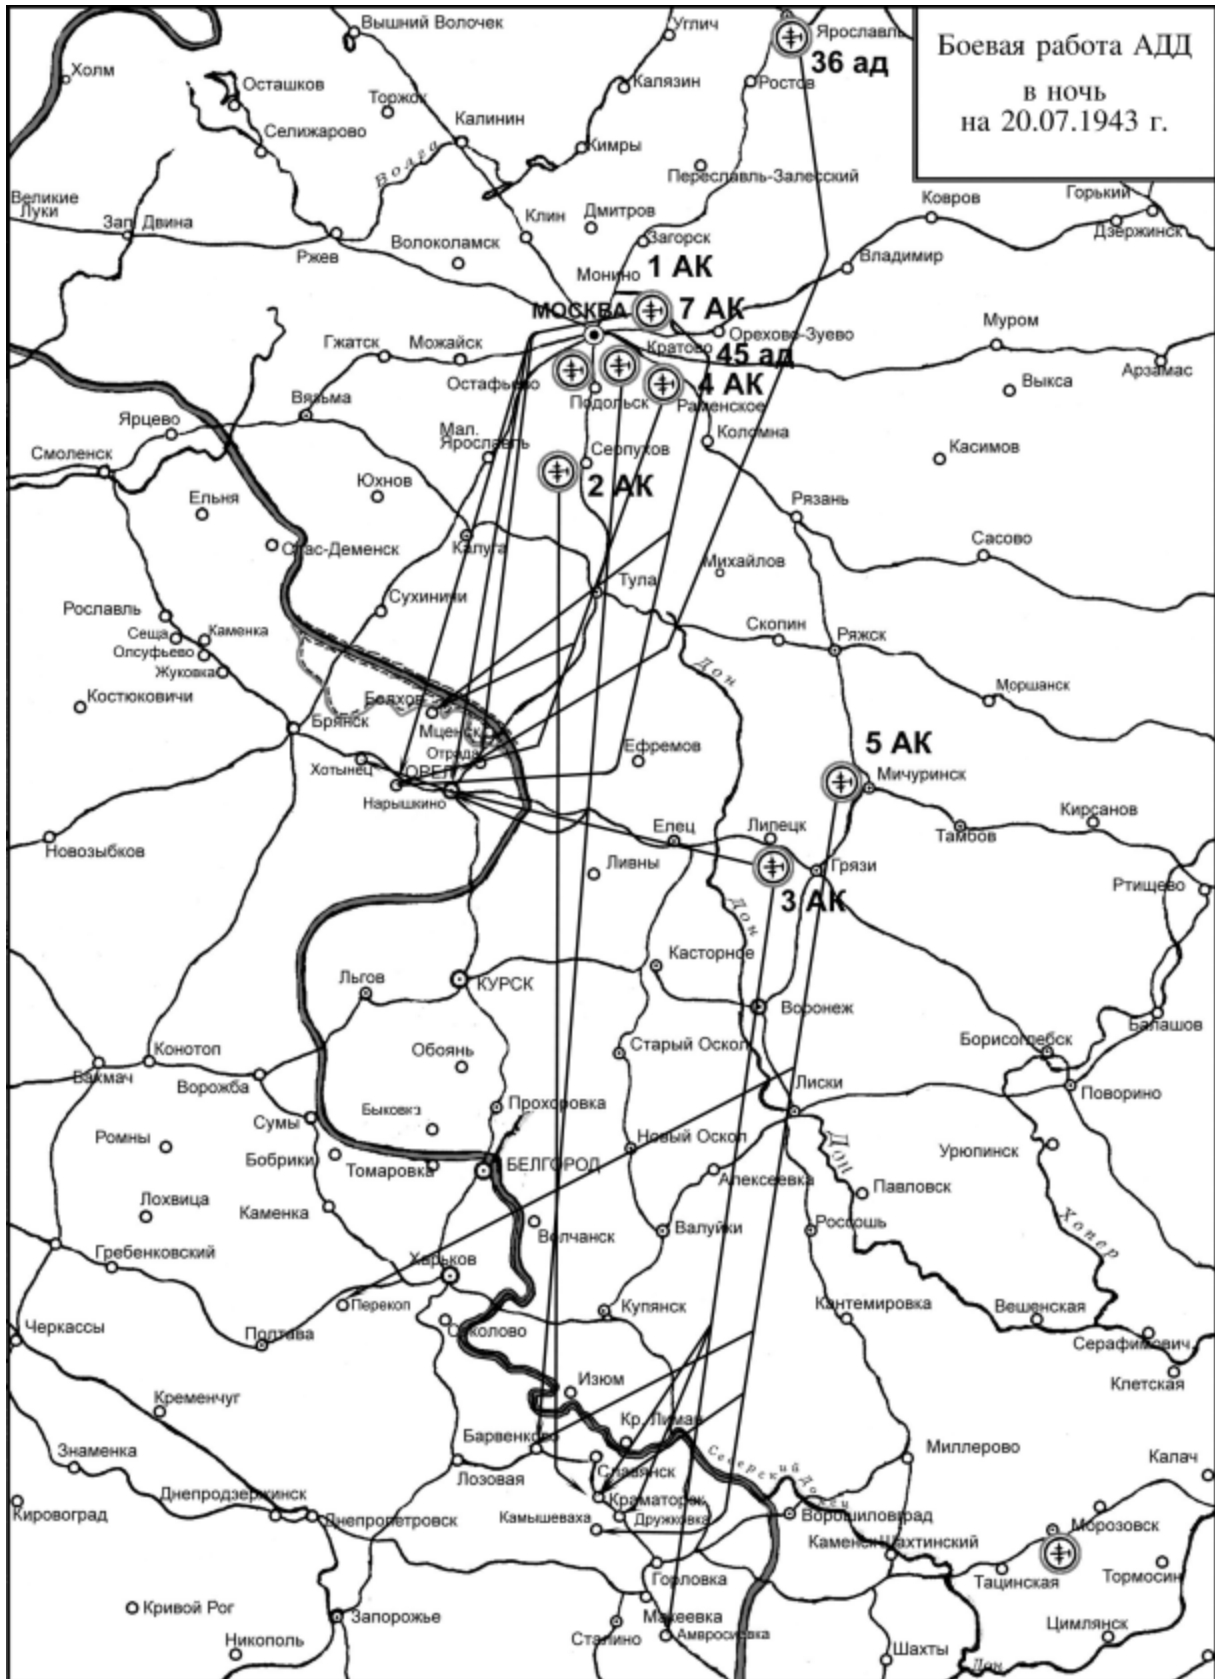 Боевая работа АДД
в ночь
на 20.07.1943 г.
Вышний Волочек
Углич
Ярославль
36 ад
Холм
Осташков
Торжок
Калязин
Ростов
Селижарово
Калинин
Волга
Кимры
Переславль-Залесский
Великие
Луки
Зап. Двина
Ржев
Волоколамск
Клин
Дмитров
Загорск
Ковров
Горький
Дзержинск
Владимир
Монино
1 АК
МОСКВА
7 АК
Орехово-Зуево
Муром
Гжатск
Можайск
Кратово
45 ад
Остафьево
4 АК
Подольск
Раменское
Выкса
Арзамас
Вязьма
Ярцево
Мал.
Ярославль
Серпухов
Коломна
Смоленск
2 АК
Касимов
Юхнов
Ельня
Рязань
Спас-Деменск
Калуга
Сасово
Михайлов
Тула
Рославль
Сухиничи
Сеща
Каменка
Олсуфьево
Жуковка
Скопин
Ряжск
Дон
Костюковичи
Моршанск
Болхов
Брянск
Мценск
Отрада
Ефремов
5 АК
Хотынец
ОРЕЛ
Нарышкино
Мичуринск
Кирсанов
Новозыбков
Елец
Липецк
Тамбов
Ливны
Грязи
Ртищево
3 АК
Дон
Касторное
Льгов
КУРСК
Воронеж
Балашов
Конотоп
Обоянь
Старый Оскол
Борисоглебск
Бахмач
Ворожба
Лиски
Поворино
Сумы
Прохоровка
Ромны
Бобрики
Томаровка
БЕЛГОРОД
Новый Оскол
Дон
Урюпинск
Алексеевка
Павловск
Лохвица
Каменка
Волчанск
Валуйки
Россошь
Хопер
Гребенковский
Харьков
Перекоп
Купянск
Кантемировка
Вешенская
Черкассы
Полтава
Соколово
Серафимович
Клетская
Изюм
Кременчуг
Барвенково
Кр. Лиман
Знаменка
Лозовая
Славянск
Северский Донец
Миллерово
Калач
Днепродзержинск
Кировоград
Днепропетровск
Краматорск
Камышеваха
Дружковка
Ворошиловград
Морозовск
Каменск-Шахтинский
Горловка
Тацинская
Тормосин
Кривой Рог
Запорожье
Макеевка
Сталино
Амвросиевка
Цимлянск
Никополь
Шахты
Дон